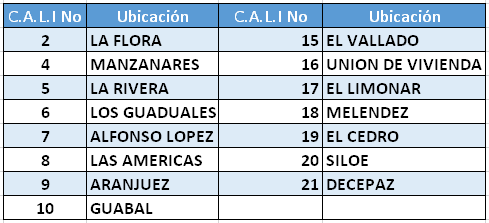 C.A.L.I No Ubicación C.A.L.I No Ubicación
2 LA FLORA 15 EL VALLADO
4 MANZANARES 16 UNION DE VIVIENDA
5 LA RIVERA 17 EL LIMONAR
6 LOS GUADUALES 18 MELENDEZ
7 ALFONSO LOPEZ 19 EL CEDRO
8 LAS AMERICAS 20 SILOE
9 ARANJUEZ 21 DECEPAZ
10 GUABAL